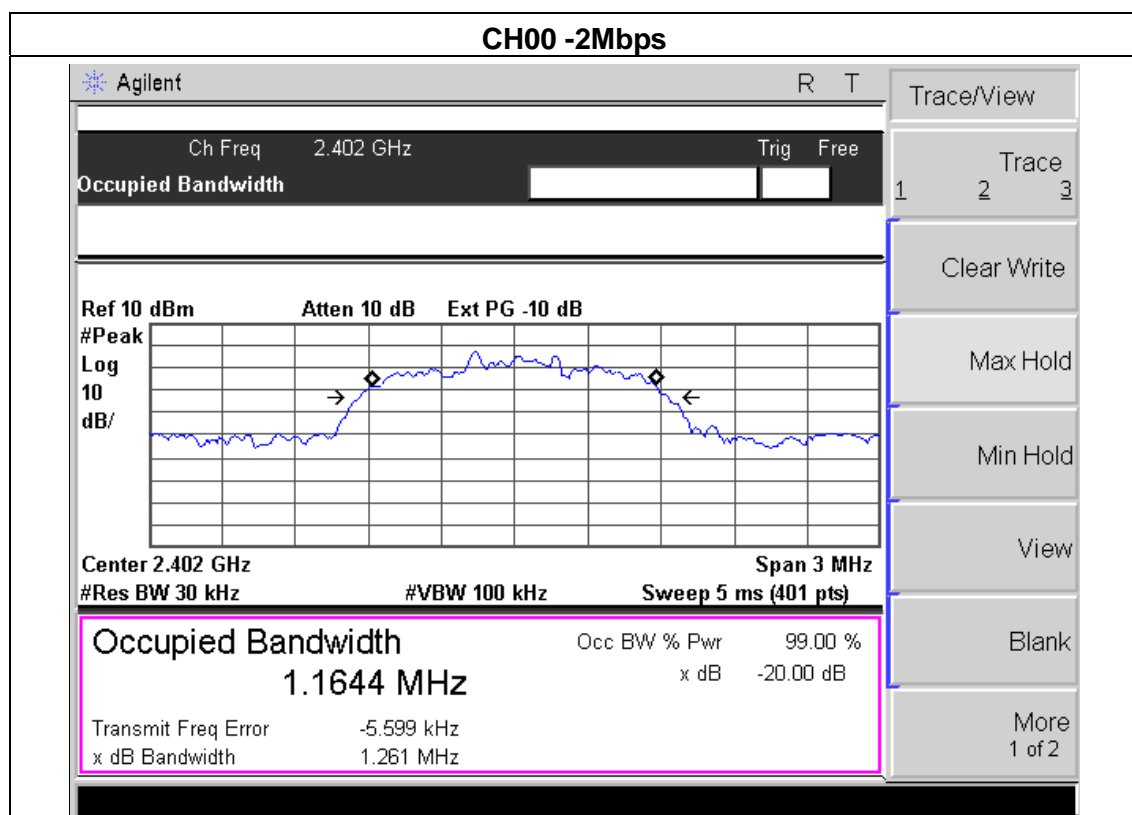 CH00 -2Mbps
Agilent R T
Trace/View
Ch Freq 2.402 GHz Trig Free
Occupied Bandwidth
Trace
1 2 3
Clear Write
Ref 10 dBm Atten 10 dB Ext PG -10 dB
#Peak
Log
10
dB/
Max Hold
Min Hold
View
Center 2.402 GHz Span 3 MHz
#Res BW 30 kHz #VBW 100 kHz Sweep 5 ms (401 pts)
Occupied Bandwidth Occ BW % Pwr 99.00 %
1.1644 MHz x dB -20.00 dB
Blank
Transmit Freq Error -5.599 kHz
x dB Bandwidth 1.261 MHz
More
1 of 2